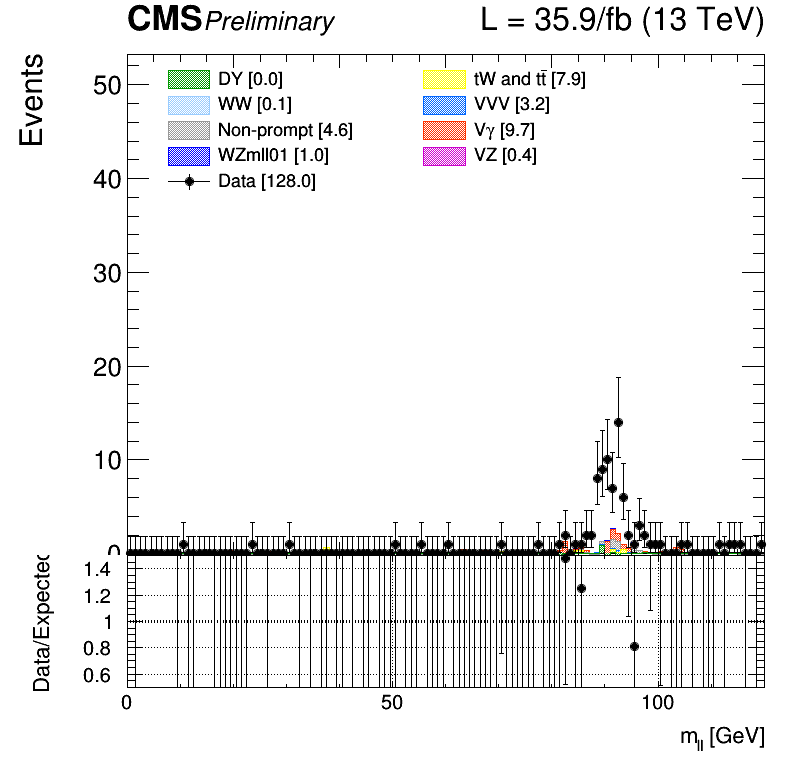 CMS Preliminary L = 35.9/fb (13 TeV)
Events
50
40
30
20
10
0
DY [0.0]
WW [0.1]
Non-prompt [4.6]
WZmll01 [1.0]
Data [128.0]
tW and tt̄ [7.9]
VVV [3.2]
Vγ [9.7]
VZ [0.4]
Data/Expected
1.4
1.2
1
0.8
0.6
0 50 100
m_ll [GeV]